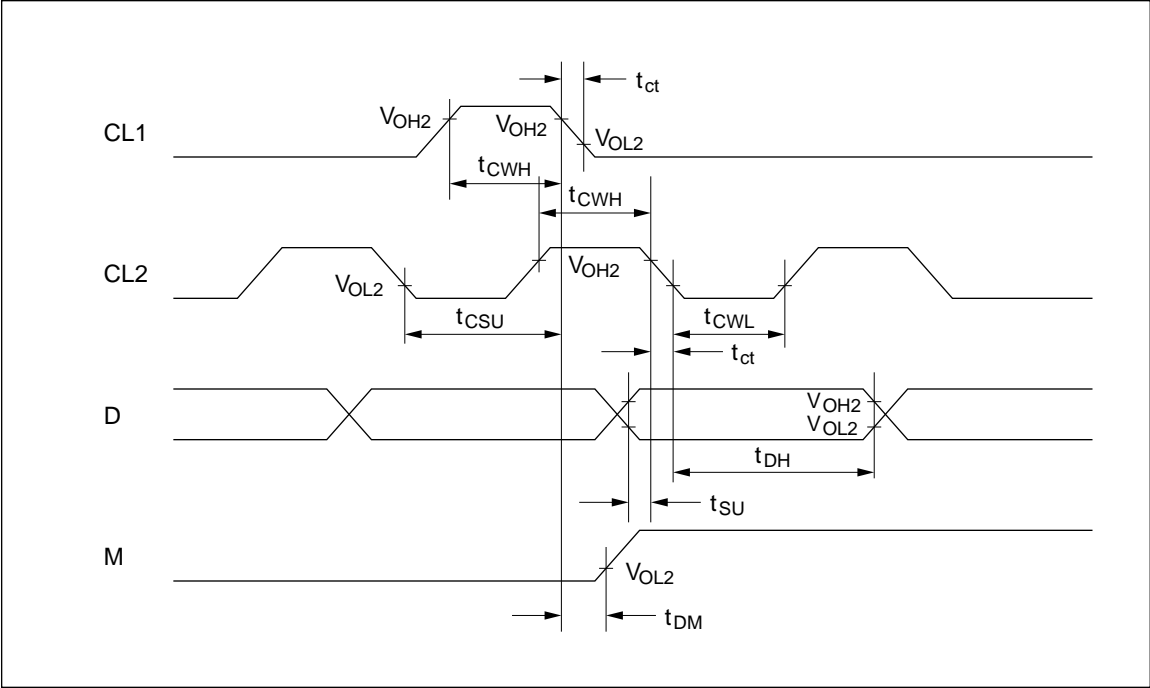 tct
CL1
VOH2
VOH2
VOL2
tCWH
tCWH
CL2
VOL2
VOH2
tCSU
tCWL
tct
D
VOH2
VOL2
tDH
tSU
M
VOL2
tDM